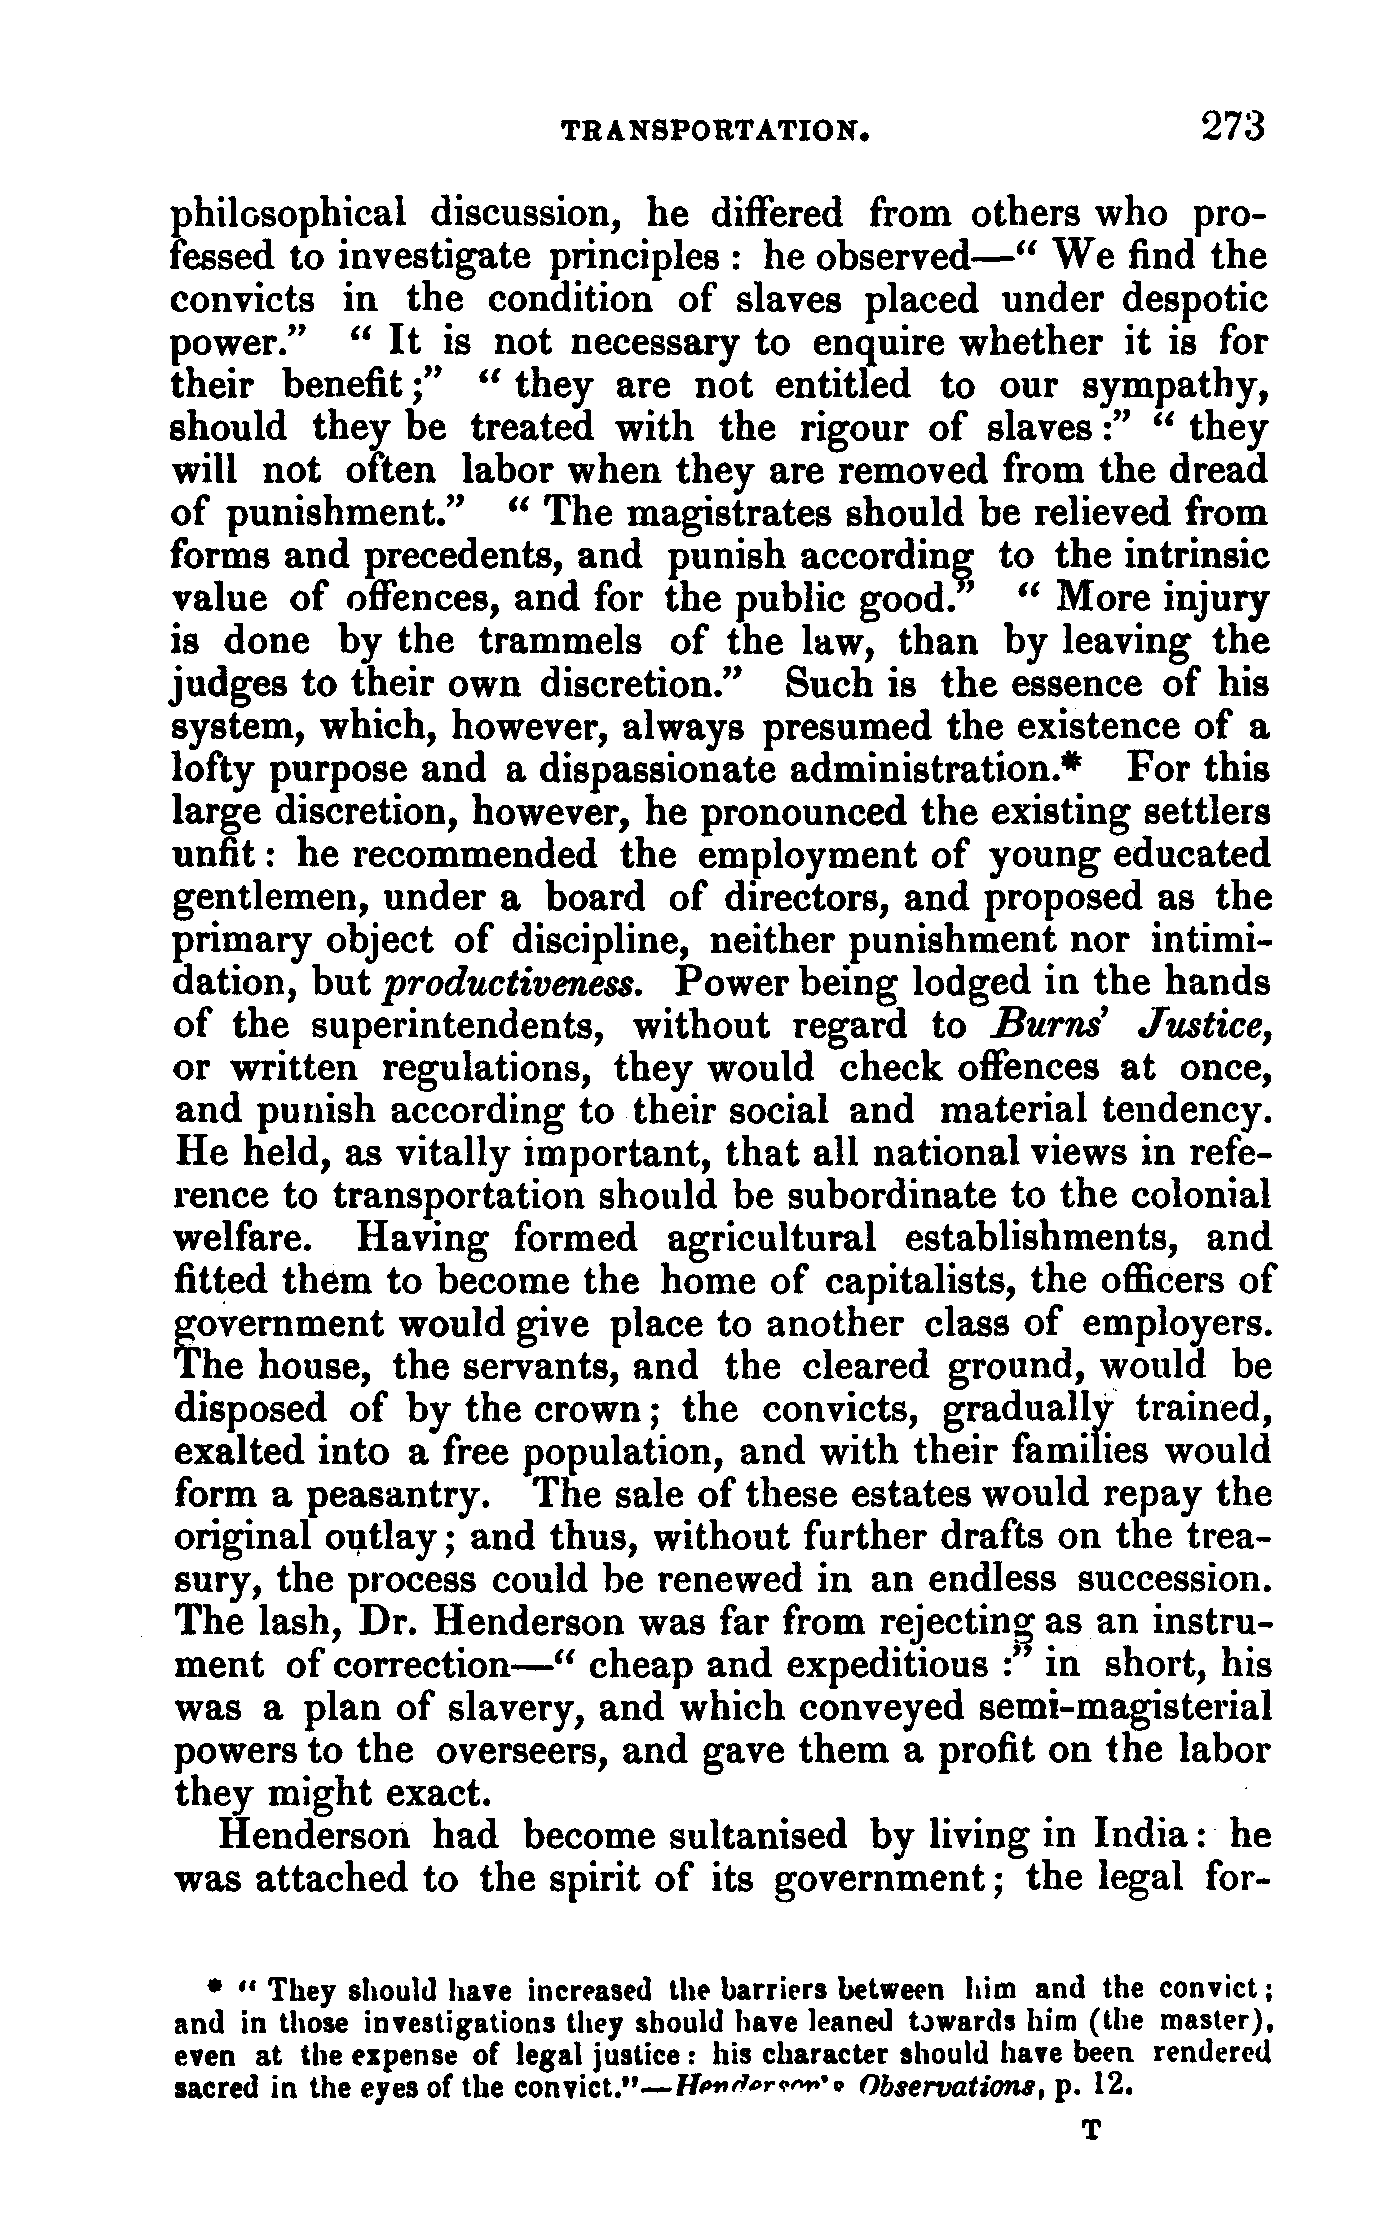 TRANSPORTATION. 273
philosophical discussion, he differed from others who pro-
fessed to investigate principles : he observed—“ We find the
convicts in the condition of slaves placed under despotic
power.” “ It is not necessary to enquire whether it is for
their benefit ;” “ they are not entitled to our sympathy,
should they be treated with the rigour of slaves :” “ they
will not often labor when they are removed from the dread
of punishment.” “ The magistrates should be relieved from
forms and precedents, and punish according to the intrinsic
value of offences, and for the public good.” “ More injury
is done by the trammels of the law, than by leaving the
judges to their own discretion.” Such is the essence of his
system, which, however, always presumed the existence of a
lofty purpose and a dispassionate administration.* For this
large discretion, however, he pronounced the existing settlers
unfit : he recommended the employment of young educated
gentlemen, under a board of directors, and proposed as the
primary object of discipline, neither punishment nor intimi-
dation, but productiveness. Power being lodged in the hands
of the superintendents, without regard to Burns’ Justice,
or written regulations, they would check offences at once,
and punish according to their social and material tendency.
He held, as vitally important, that all national views in refe-
rence to transportation should be subordinate to the colonial
welfare. Having formed agricultural establishments, and
fitted them to become the home of capitalists, the officers of
government would give place to another class of employers.
The house, the servants, and the cleared ground, would be
disposed of by the crown ; the convicts, gradually trained,
exalted into a free population, and with their families would
form a peasantry. The sale of these estates would repay the
original outlay ; and thus, without further drafts on the trea-
sury, the process could be renewed in an endless succession.
The lash, Dr. Henderson was far from rejecting as an instru-
ment of correction—“ cheap and expeditious :” in short, his
was a plan of slavery, and which conveyed semi-magisterial
powers to the overseers, and gave them a profit on the labor
they might exact.
Henderson had become sultanised by living in India : he
was attached to the spirit of its government ; the legal for-
* “ They should have increased the barriers between him and the convict ;
and in those investigations they should have leaned towards him (the master),
even at the expense of legal justice : his character should have been rendered
sacred in the eyes of the convict.”—Henderson’s Observations, p. 12.
T